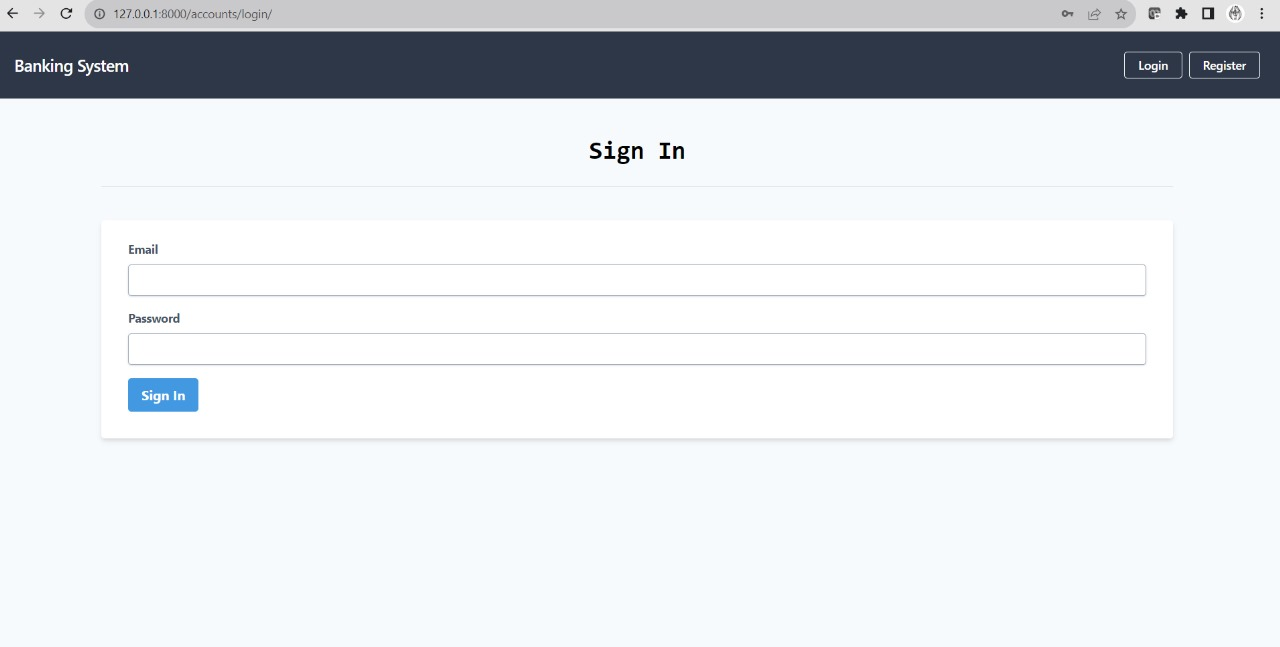 127.0.0.1:8000/accounts/login/
Banking System
Login
Register
Sign In
Email
Password
Sign In